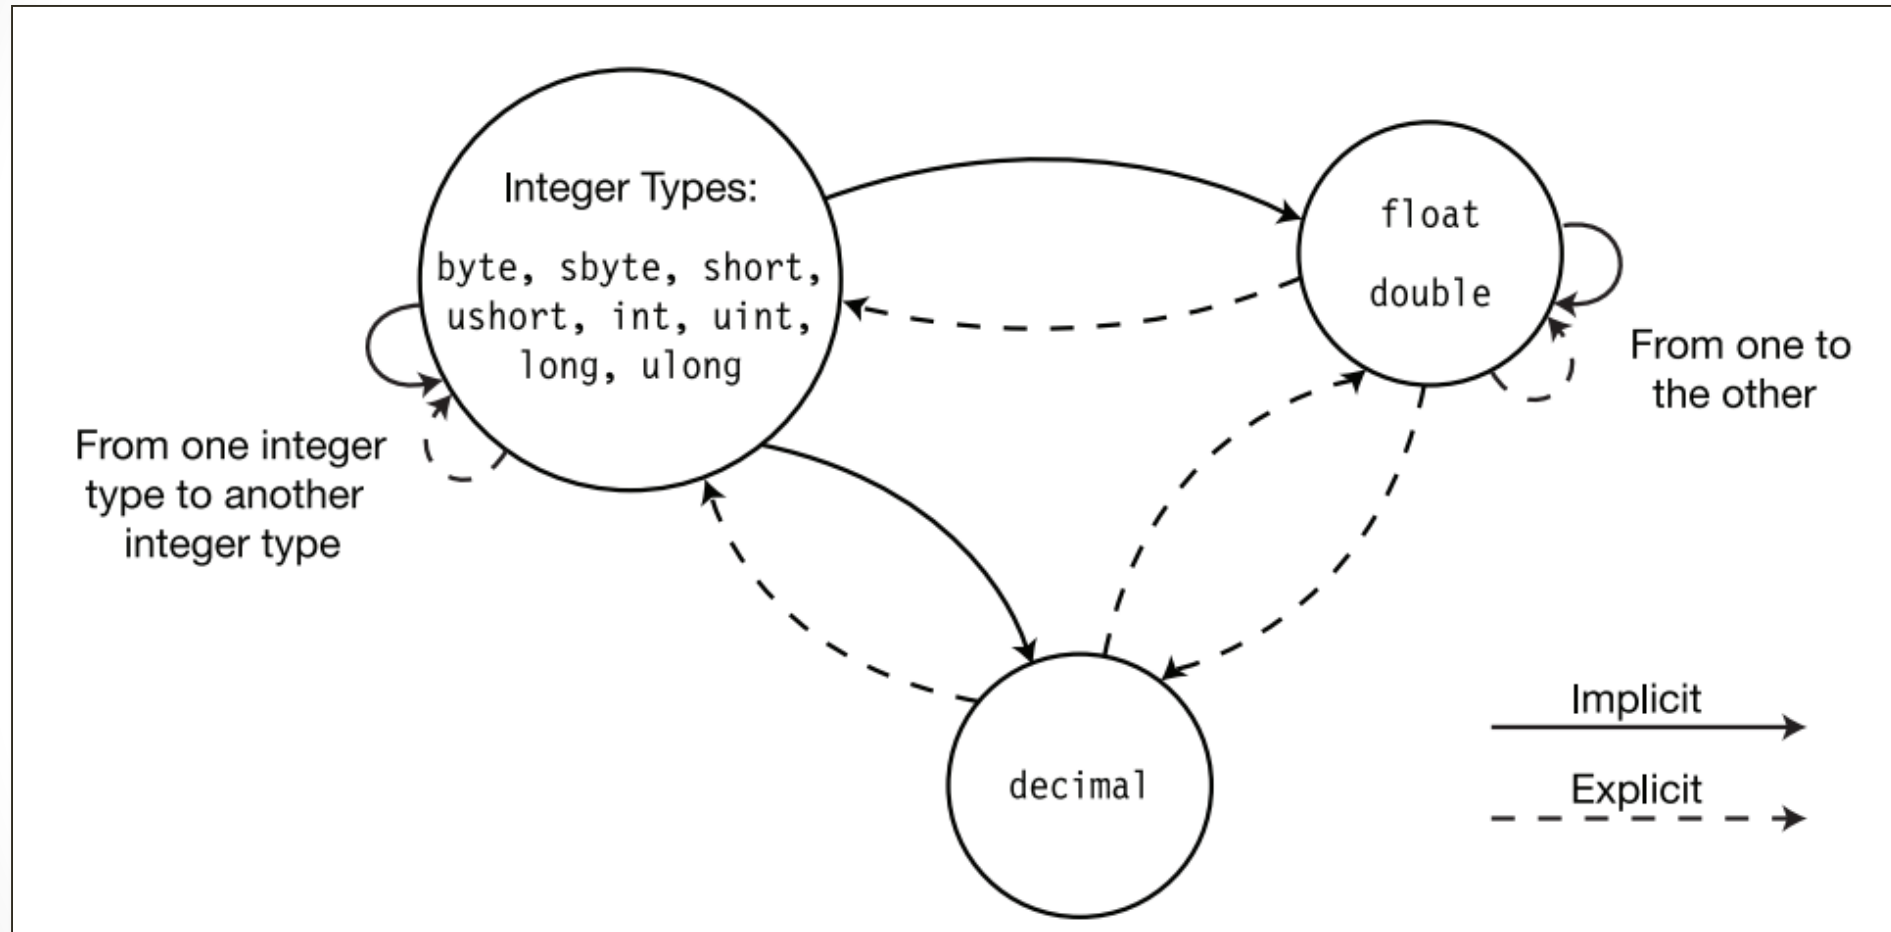 Integer Types:
byte, sbyte, short,
ushort, int, uint,
long, ulong
float
double
From one to
the other
From one integer
type to another
integer type
decimal
Implicit
Explicit